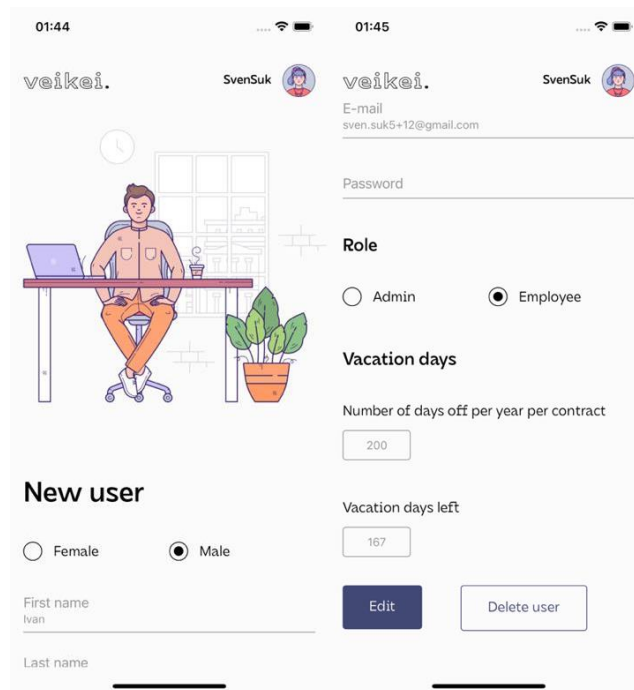 01:44
veikei.
SvenSuk
New user
Female
Male
First name
Ivan
Last name
01:45
veikei.
SvenSuk
E-mail
sven.suk5+12@gmail.com
Password
Role
Admin
Employee
Vacation days
Number of days off per year per contract
200
Vacation days left
167
Edit
Delete user